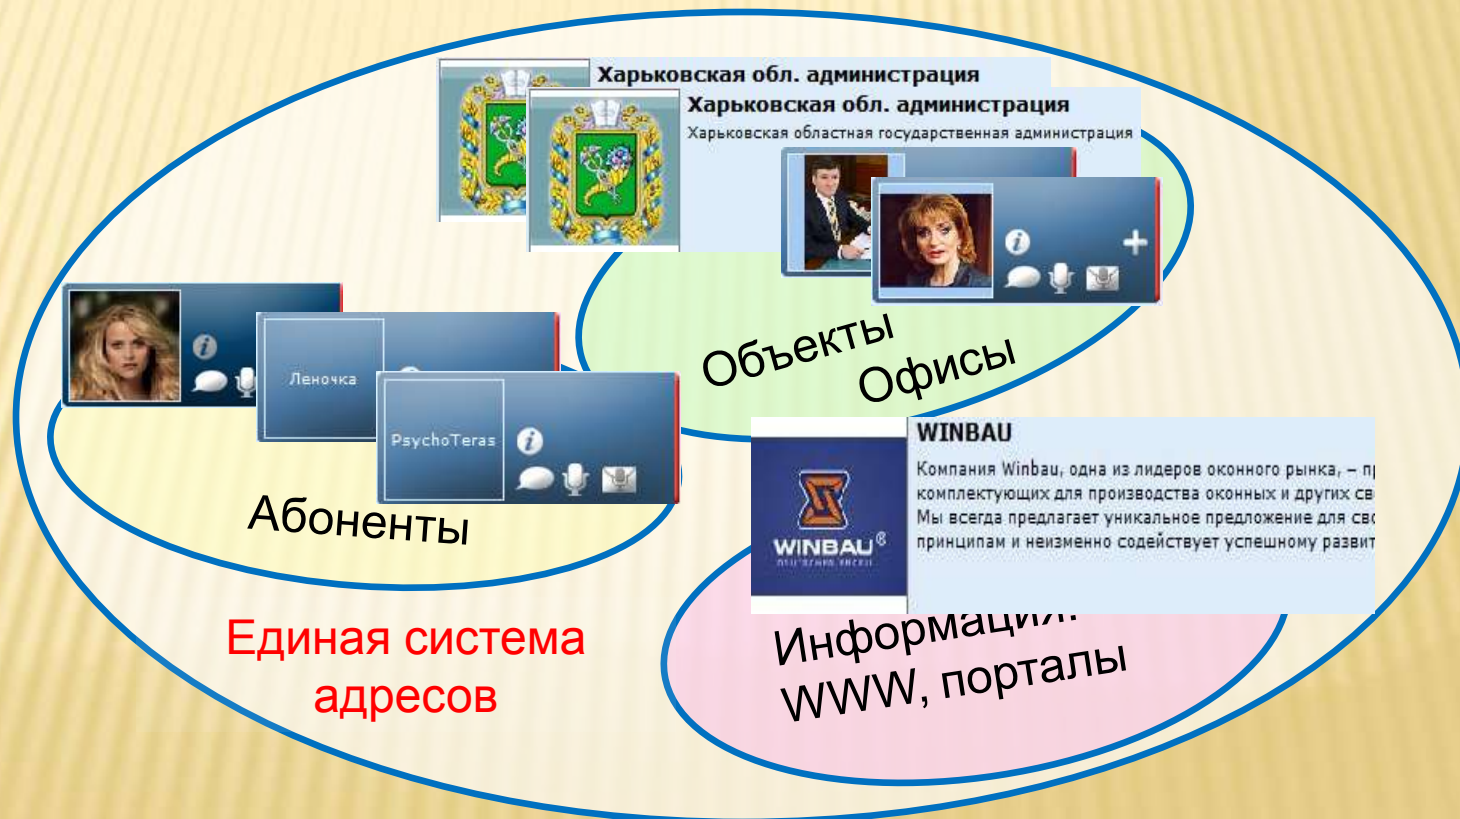 Харьковская обл. администрация
Харьковская обл. администрация
Харьковская областная государственная администрация
Объекты
Офисы
Леночка
PsychoTeras
Абоненты
WINBAU
Компания Winbau, одна из лидеров оконного рынка, –
комплектующих для производства оконных и других
Мы всегда предлагает уникальное предложение для
принципам и неизменно содействует успешному
WINBAU®
Единая система
адресов
Информация:
WWW, порталы